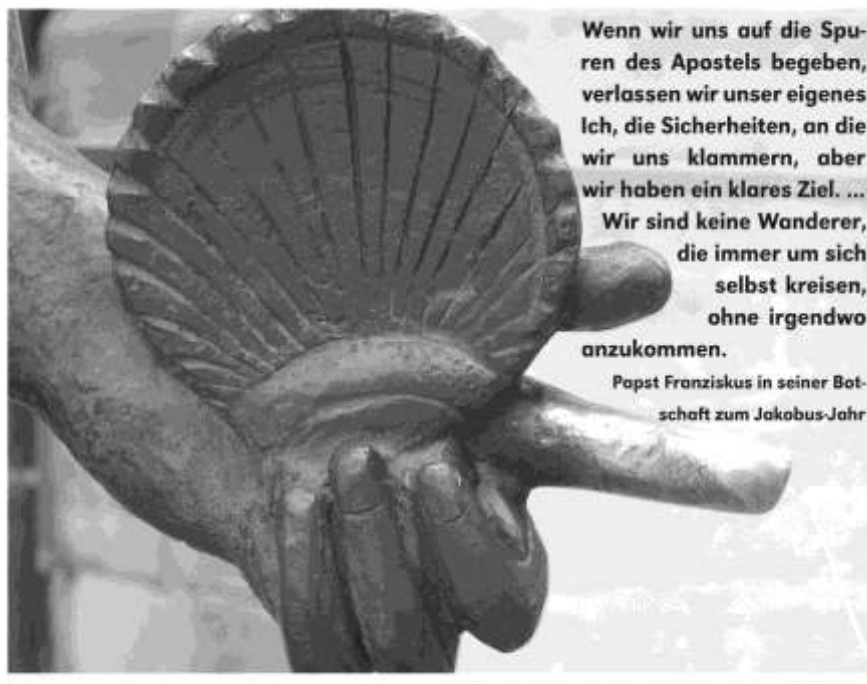 Wenn wir uns auf die Spu-
ren des Apostels begeben,
verlassen wir unser eigenes
Ich, die Sicherheiten, an die
wir uns klammern, aber
wir haben ein klares Ziel. ...
Wir sind keine Wanderer,
die immer um sich
selbst kreisen,
ohne irgendwo
anzukommen.
Papst Franziskus in seiner Bot-
schaft zum Jakobus-Jahr